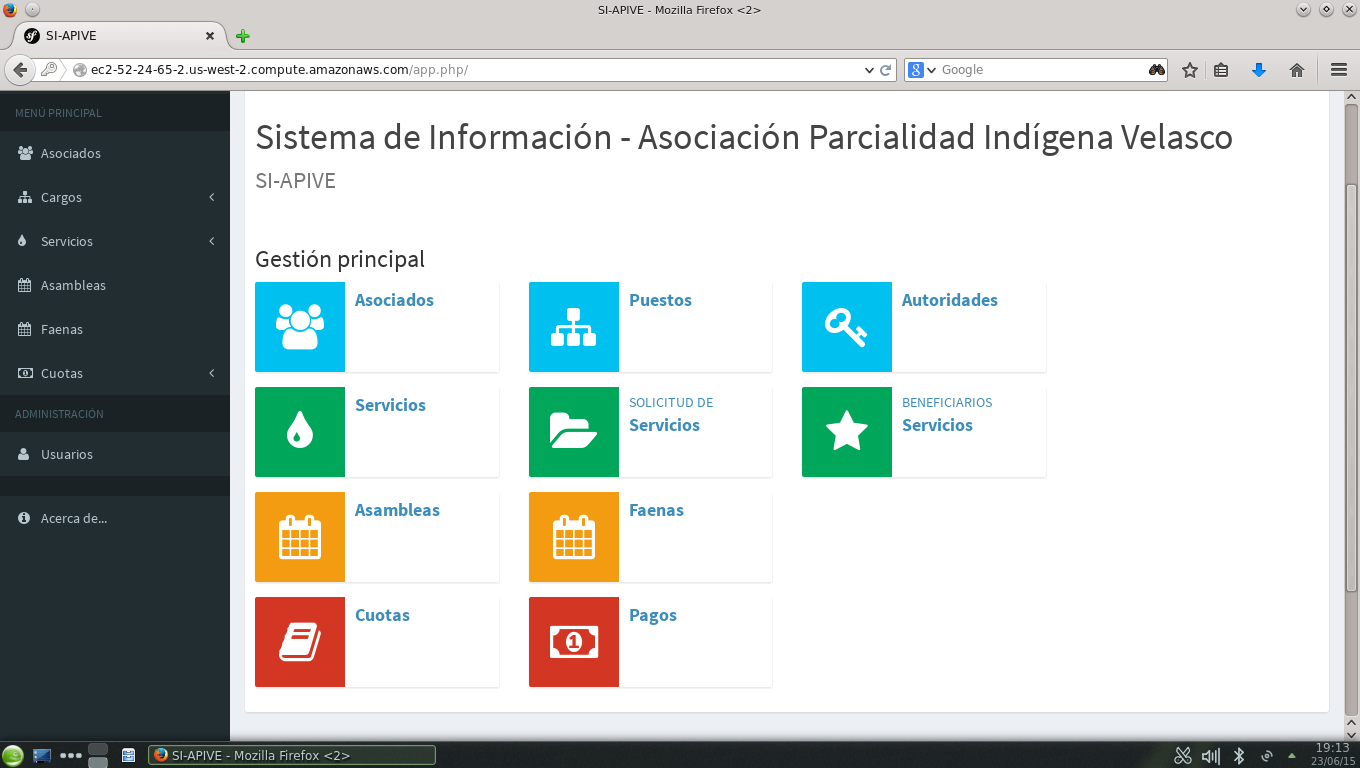 SI-APIVE - Mozilla Firefox <2>
SI-APIVE
ec2-52-24-65-2.us-west-2.compute.amazonaws.com/app.php/
Google
MENÚ PRINCIPAL
Asociados
Cargos
Servicios
Asambleas
Faenas
Cuotas
ADMINISTRACIÓN
Usuarios
Acerca de...
Sistema de Información - Asociación Parcialidad Indígena Velasco
SI-APIVE
Gestión principal
Asociados
Puestos
Autoridades
Servicios
SOLICITUD DE
Servicios
BENEFICIARIOS
Servicios
Asambleas
Faenas
Cuotas
Pagos
SI-APIVE - Mozilla Firefox <2>
19:13
23/06/15